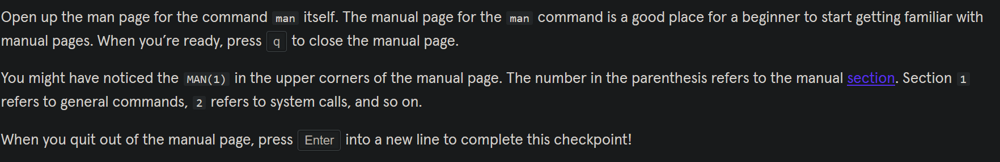 Open up the man page for the command man itself. The manual page for the man command is a good place for a beginner to start getting familiar with
manual pages. When you’re ready, press q to close the manual page.
You might have noticed the MAN(1) in the upper corners of the manual page. The number in the parenthesis refers to the manual section. Section 1
refers to general commands, 2 refers to system calls, and so on.
When you quit out of the manual page, press Enter into a new line to complete this checkpoint!